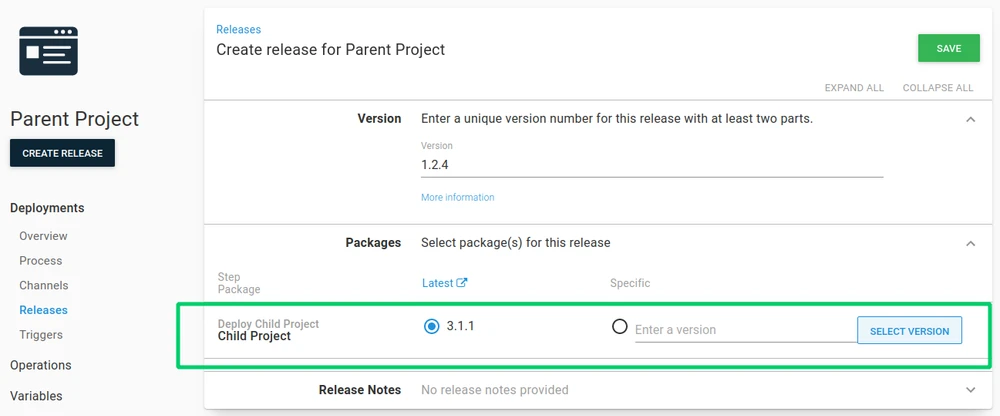 Parent Project
CREATE RELEASE
Deployments
Overview
Process
Channels
Releases
Triggers
Operations
Variables
Releases
Create release for Parent Project
SAVE
EXPAND ALL COLLAPSE ALL
Version Enter a unique version number for this release with at least two parts.
Version
1.2.4
More information
Packages Select package(s) for this release
Step
Package
Latest Specific
Deploy Child Project
Child Project
3.1.1 Enter a version SELECT VERSION
Release Notes No release notes provided